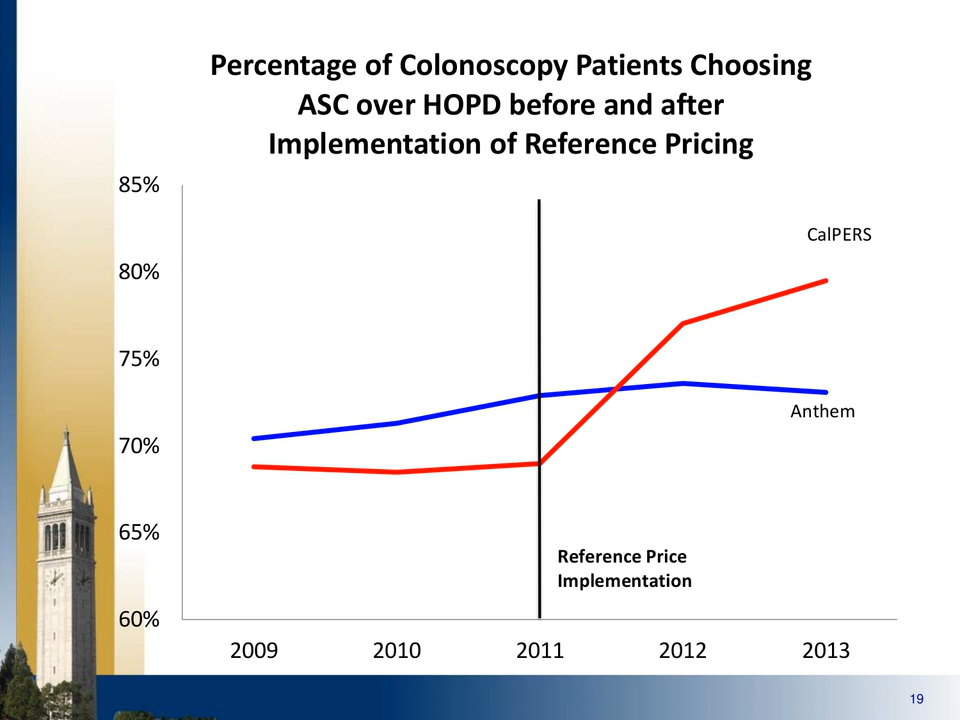 Percentage of Colonoscopy Patients Choosing
ASC over HOPD before and after
Implementation of Reference Pricing
85%
80%
75%
70%
65%
60%
CalPERS
Anthem
Reference Price
Implementation
2009 2010 2011 2012 2013
19